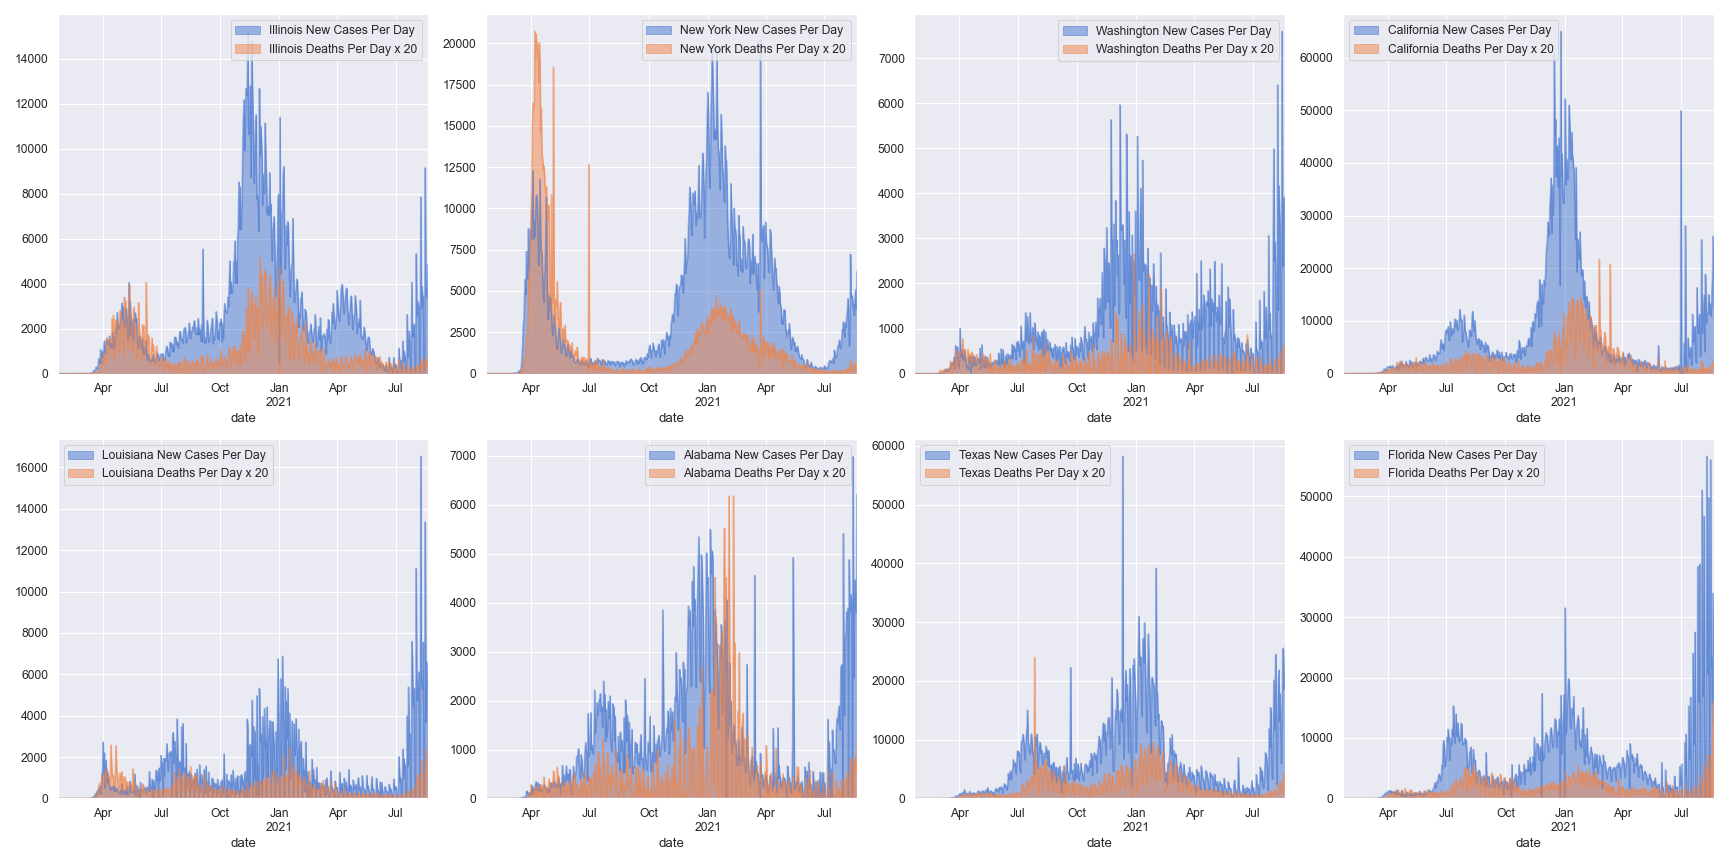 Illinois New Cases Per Day
Illinois Deaths Per Day x 20
14000
12000
10000
8000
6000
4000
2000
0
Apr Jul Oct Jan Apr Jul
2021
date
New York New Cases Per Day
New York Deaths Per Day x 20
20000
17500
15000
12500
10000
7500
5000
2500
0
Apr Jul Oct Jan Apr Jul
2021
date
Washington New Cases Per Day
Washington Deaths Per Day x 20
7000
6000
5000
4000
3000
2000
1000
0
Apr Jul Oct Jan Apr Jul
2021
date
California New Cases Per Day
California Deaths Per Day x 20
60000
50000
40000
30000
20000
10000
0
Apr Jul Oct Jan Apr Jul
2021
date
Louisiana New Cases Per Day
Louisiana Deaths Per Day x 20
16000
14000
12000
10000
8000
6000
4000
2000
0
Apr Jul Oct Jan Apr Jul
2021
date
Alabama New Cases Per Day
Alabama Deaths Per Day x 20
7000
6000
5000
4000
3000
2000
1000
0
Apr Jul Oct Jan Apr Jul
2021
date
Texas New Cases Per Day
Texas Deaths Per Day x 20
60000
50000
40000
30000
20000
10000
0
Apr Jul Oct Jan Apr Jul
2021
date
Florida New Cases Per Day
Florida Deaths Per Day x 20
50000
40000
30000
20000
10000
0
Apr Jul Oct Jan Apr Jul
2021
date